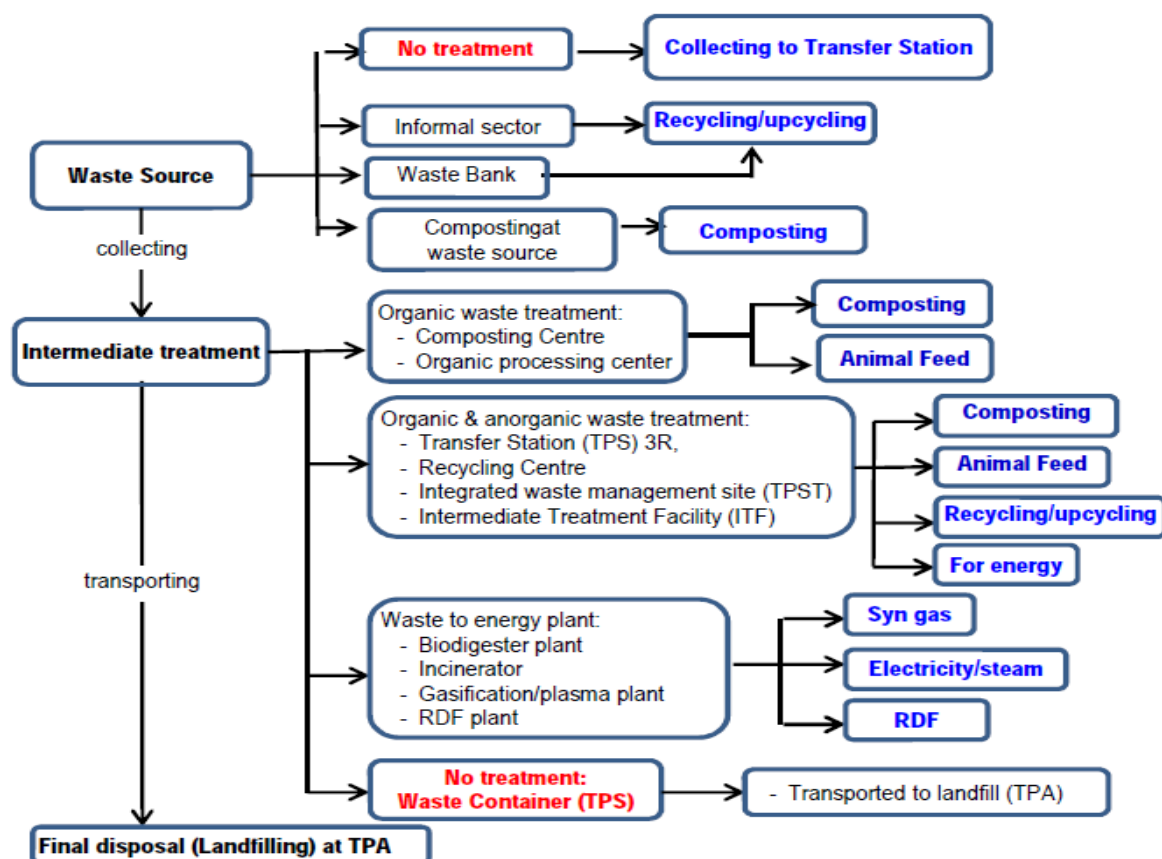 No treatment
Collecting to Transfer Station
Informal sector
Recycling/upcycling
Waste Source
Waste Bank
Compostingat
waste source
Composting
collecting
Intermediate treatment
Organic waste treatment:
- Composting Centre
- Organic processing center
Composting
Animal Feed
Organic & anorganic waste treatment:
- Transfer Station (TPS) 3R,
- Recycling Centre
- Integrated waste management site (TPST)
- Intermediate Treatment Facility (ITF)
Composting
Animal Feed
Recycling/upcycling
For energy
transporting
Waste to energy plant:
- Biodigester plant
- Incinerator
- Gasification/plasma plant
- RDF plant
Syn gas
Electricity/steam
RDF
No treatment:
Waste Container (TPS)
- Transported to landfill (TPA)
Final disposal (Landfilling) at TPA